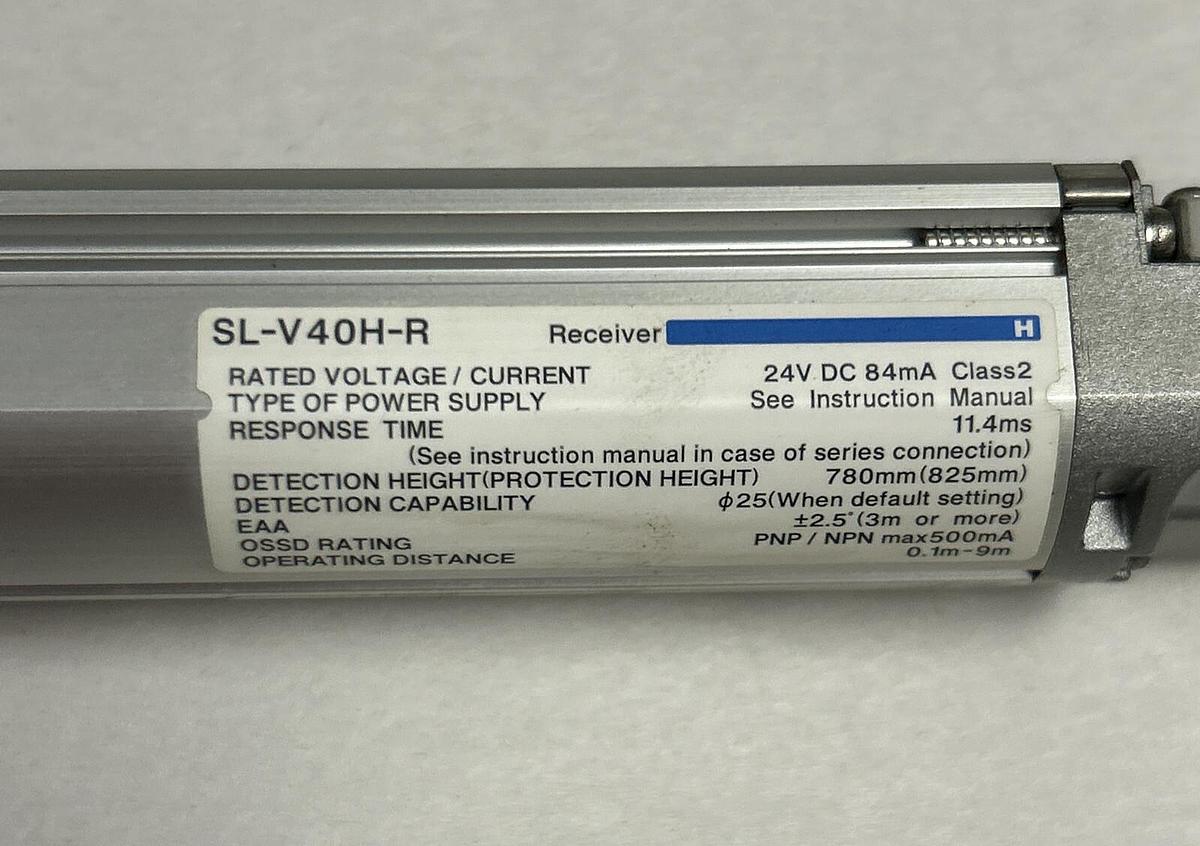 SL-V40H-R Receiver H
RATED VOLTAGE / CURRENT 24V DC 84mA Class2
TYPE OF POWER SUPPLY See Instruction Manual
RESPONSE TIME 11.4ms
(See instruction manual in case of series connection)
DETECTION HEIGHT(PROTECTION HEIGHT) 780mm(825mm)
DETECTION CAPABILITY ϕ25(When default setting)
EAA ±2.5°(3m or more)
OSSD RATING PNP / NPN max500mA
OPERATING DISTANCE 0.1m-9m